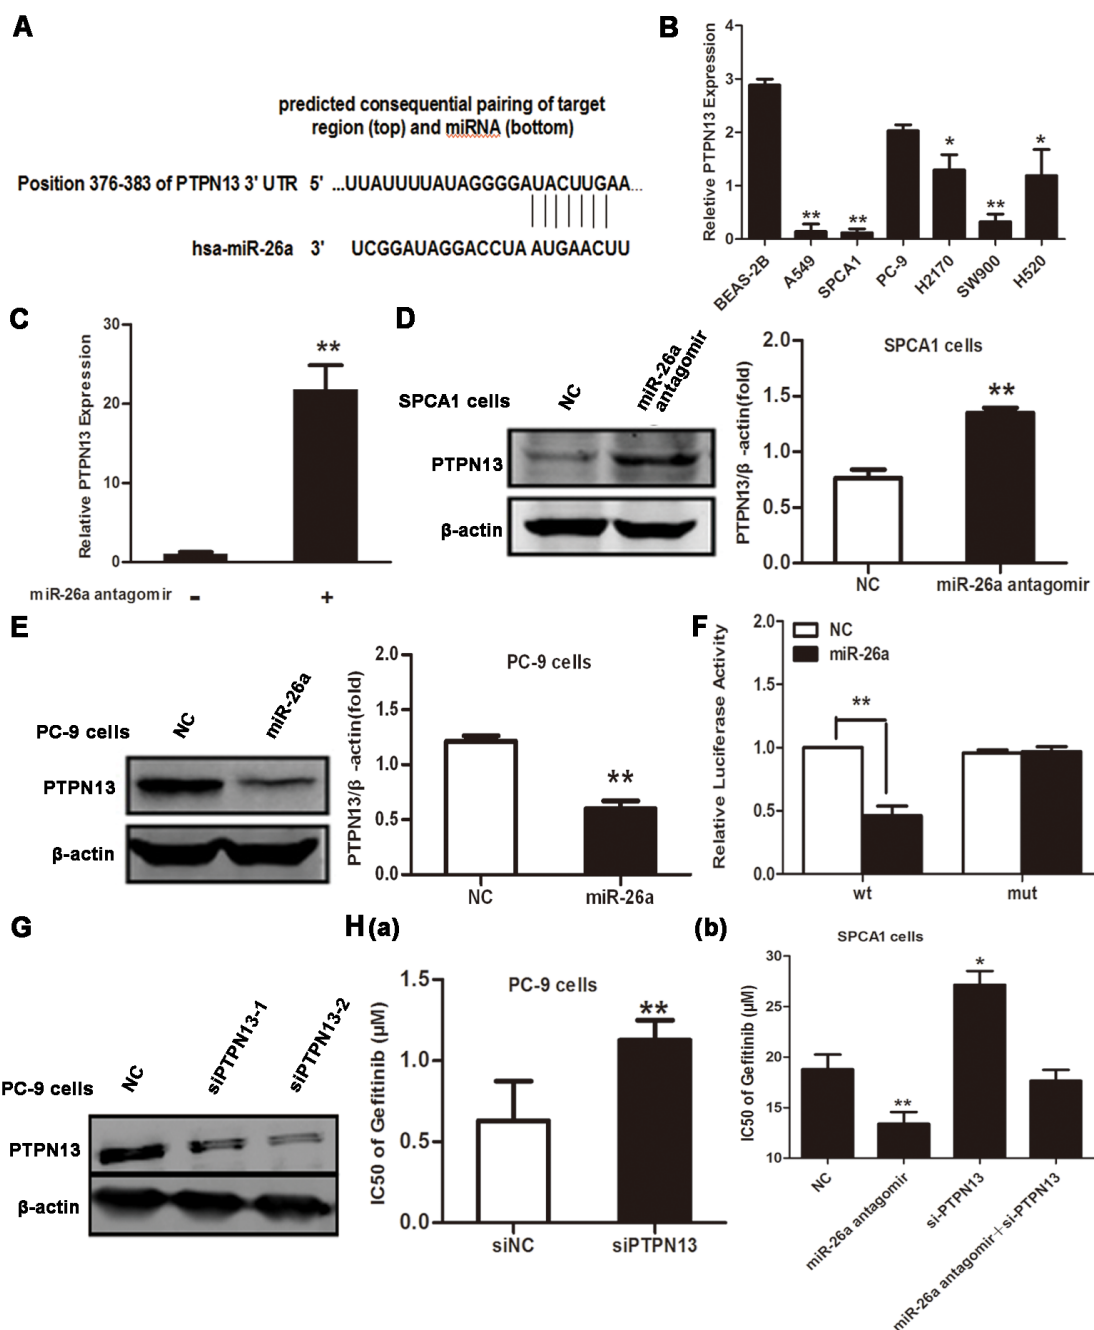 A
predicted consequential pairing of target
region (top) and miRNA (bottom)
Position 376-383 of PTPN13 3' UTR 5' ...UUAUUUUAUAGGGGAUACUUGAA...
hsa-miR-26a 3' UCGGAUAGGACCUA AUGAACUU
B
Reletive PTPN13 Expression
4
3
2
1
0
** ** * ** *
BEAS-2B A549 SPCA1 PC-9 H2170 SW900 H520
C
Relative PTPN13 Expression
30
20
10
0
**
miR-26a antagomir - +
D
SPCA1 cells NC miR-26a antagomir
PTPN13
β-actin
SPCA1 cells
PTPN13/β -actin(fold)
2.0
1.5
1.0
0.5
0.0
**
NC miR-26a antagomir
E
PC-9 cells NC miR-26a
PTPN13
β-actin
PC-9 cells
PTPN13/β -actin(fold)
2.0
1.5
1.0
0.5
0.0
**
NC miR-26a
F
NC
miR-26a
Relative Luciferase Activity
2.0
1.5
1.0
0.5
0.0
**
wt mut
G
PC-9 cells NC siPTPN13-1 siPTPN13-2
PTPN13
β-actin
H (a)
PC-9 cells
IC50 of Gefitinib (μM)
1.5
1.0
0.5
0.0
**
siNC siPTPN13
(b)
SPCA1 cells
IC50 of Gefitinib (μM)
30
25
20
15
10
** *
NC miR-26a antagomir si-PTPN13 miR-26a antagomir+si-PTPN13